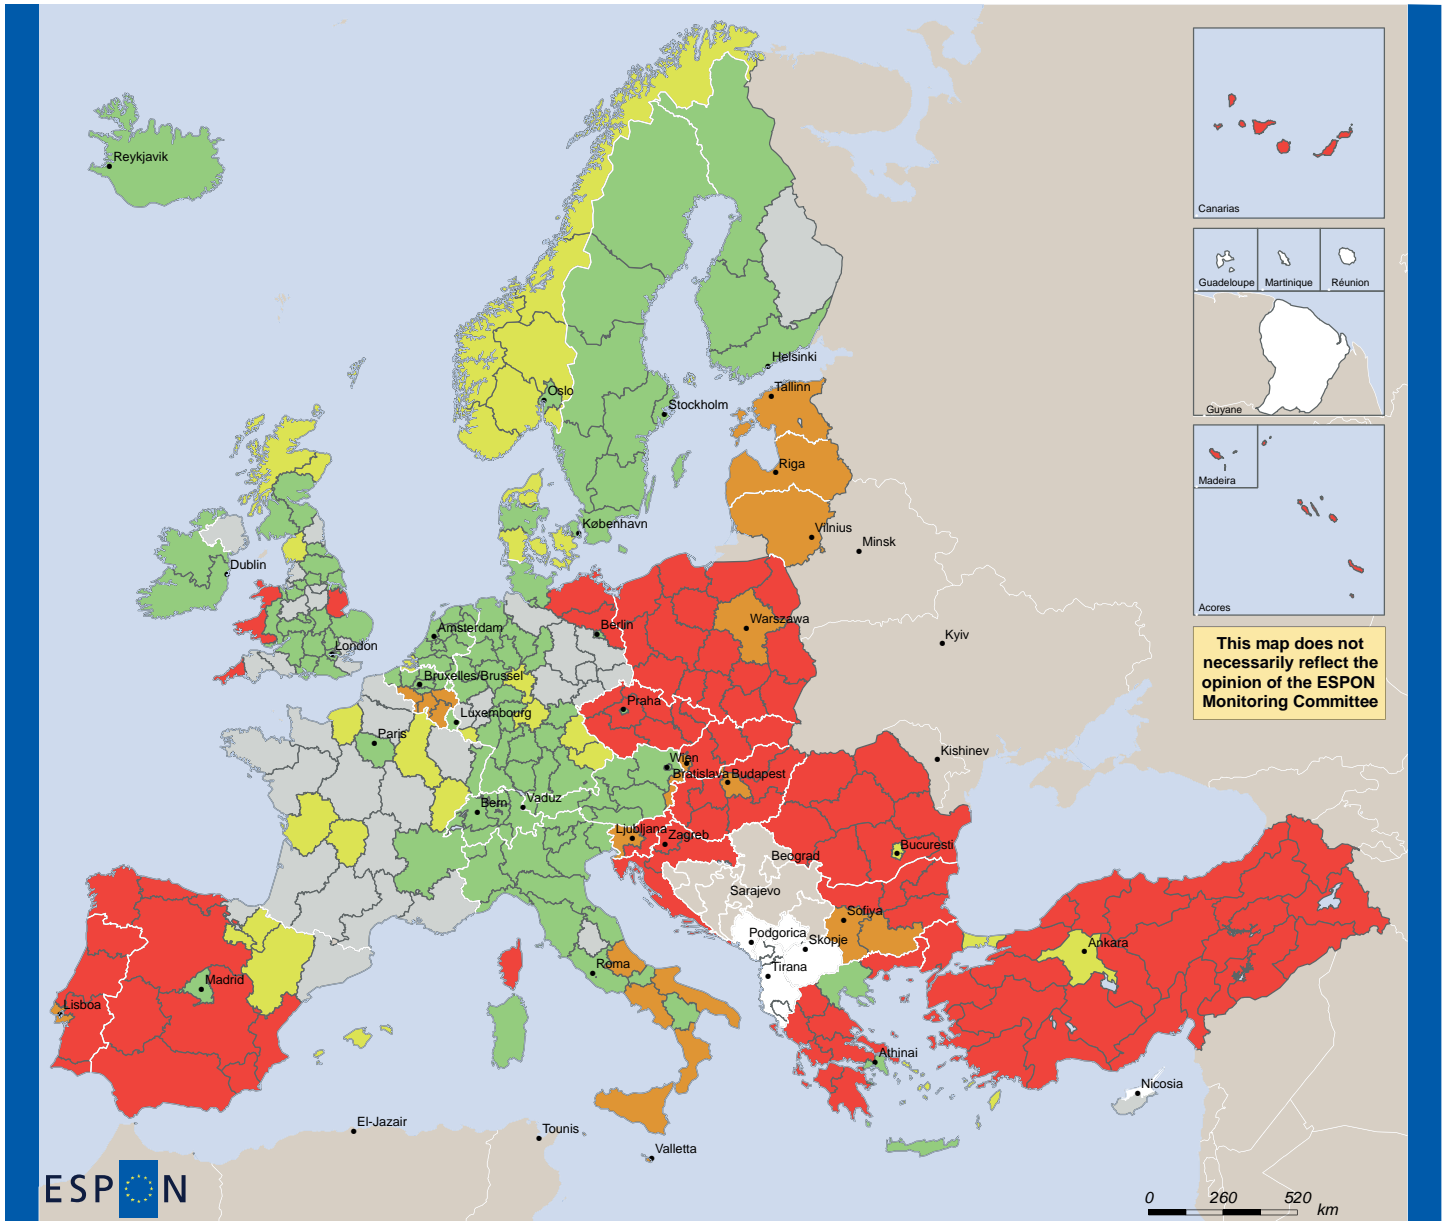 Reykjavik
Canarias
Guadeloupe
Martinique
Réunion
Guyane
Helsinki
Oslo
Tallinn
Stockholm
Riga
Madeira
København
Vilnius
Minsk
Dublin
Acores
Amsterdam
Berlin
Warszawa
Kyiv
London
This map does not
necessarily reflect the
opinion of the ESPON
Monitoring Committee
Bruxelles/Brussel
Praha
Luxembourg
Paris
Kishinev
Wien
Bratislava
Budapest
Bern
Vaduz
Ljubljana
Zagreb
Bucuresti
Beograd
Sarajevo
Sofiya
Podgorica
Skopje
Ankara
Roma
Tirana
Madrid
Lisboa
Athinai
Nicosia
El-Jazair
Tounis
Valletta
ESPON
0 260 520
km